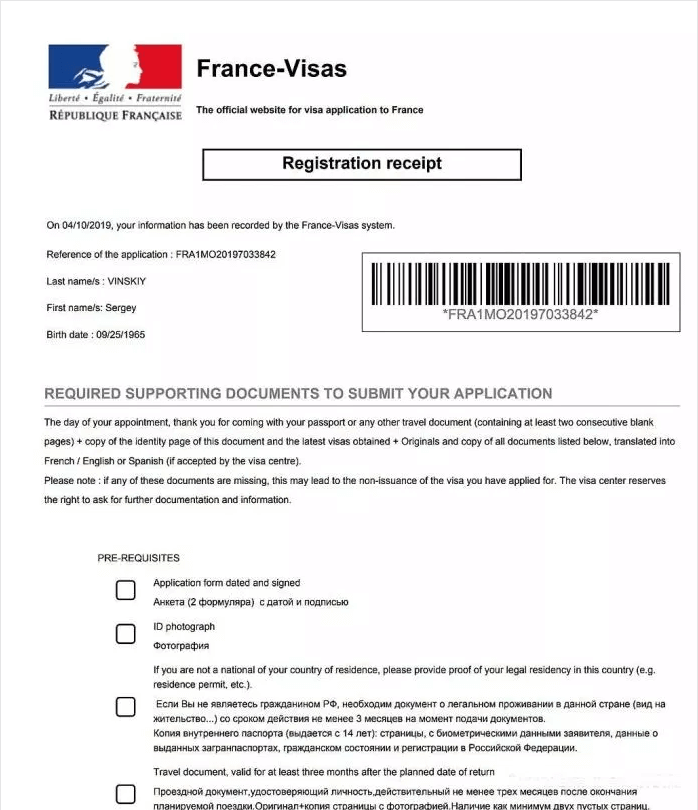 France-Visas
Liberté • Égalité • Fraternité
RÉPUBLIQUE FRANÇAISE
The official website for visa application to France
Registration receipt
On 04/10/2019, your information has been recorded by the France-Visas system.
Reference of the application : FRA1MO20197033842
Last name/s : VINSKIY
First name/s: Sergey
Birth date : 09/25/1965
*FRA1MO20197033842*
REQUIRED SUPPORTING DOCUMENTS TO SUBMIT YOUR APPLICATION
The day of your appointment, thank you for coming with your passport or any other travel document (containing at least two consecutive blank
pages) + copy of the identity page of this document and the latest visas obtained + Originals and copy of all documents listed below, translated into
French / English or Spanish (if accepted by the visa centre).
Please note : if any of these documents are missing, this may lead to the non-issuance of the visa you have applied for. The visa center reserves
the right to ask for further documentation and information.
PRE-REQUISITES
Application form dated and signed
Анкета (2 формуляра)  с датой и подписью
ID photograph
Фотография
If you are not a national of your country of residence, please provide proof of your legal residency in this country (e.g.
residence permit, etc.).
Если Вы не являетесь гражданином РФ, необходим документ о легальном проживании в данной стране (вид на
жительство...) со сроком действия не менее 3 месяцев на момент подачи документов.
Копия внутреннего паспорта (выдается с 14 лет): страницы, с биометрическими данными заявителя, данные о
выданных загранпаспортах, гражданском состоянии и регистрации в Российской Федерации.
Travel document, valid for at least three months after the planned date of return
Проездной документ,удостоверяющий личность,действительный не менее трех месяцев после окончания
планируемой поездки.Оригинал+копия страницы с фотографией.Наличие как минимум двух пустых страниц.